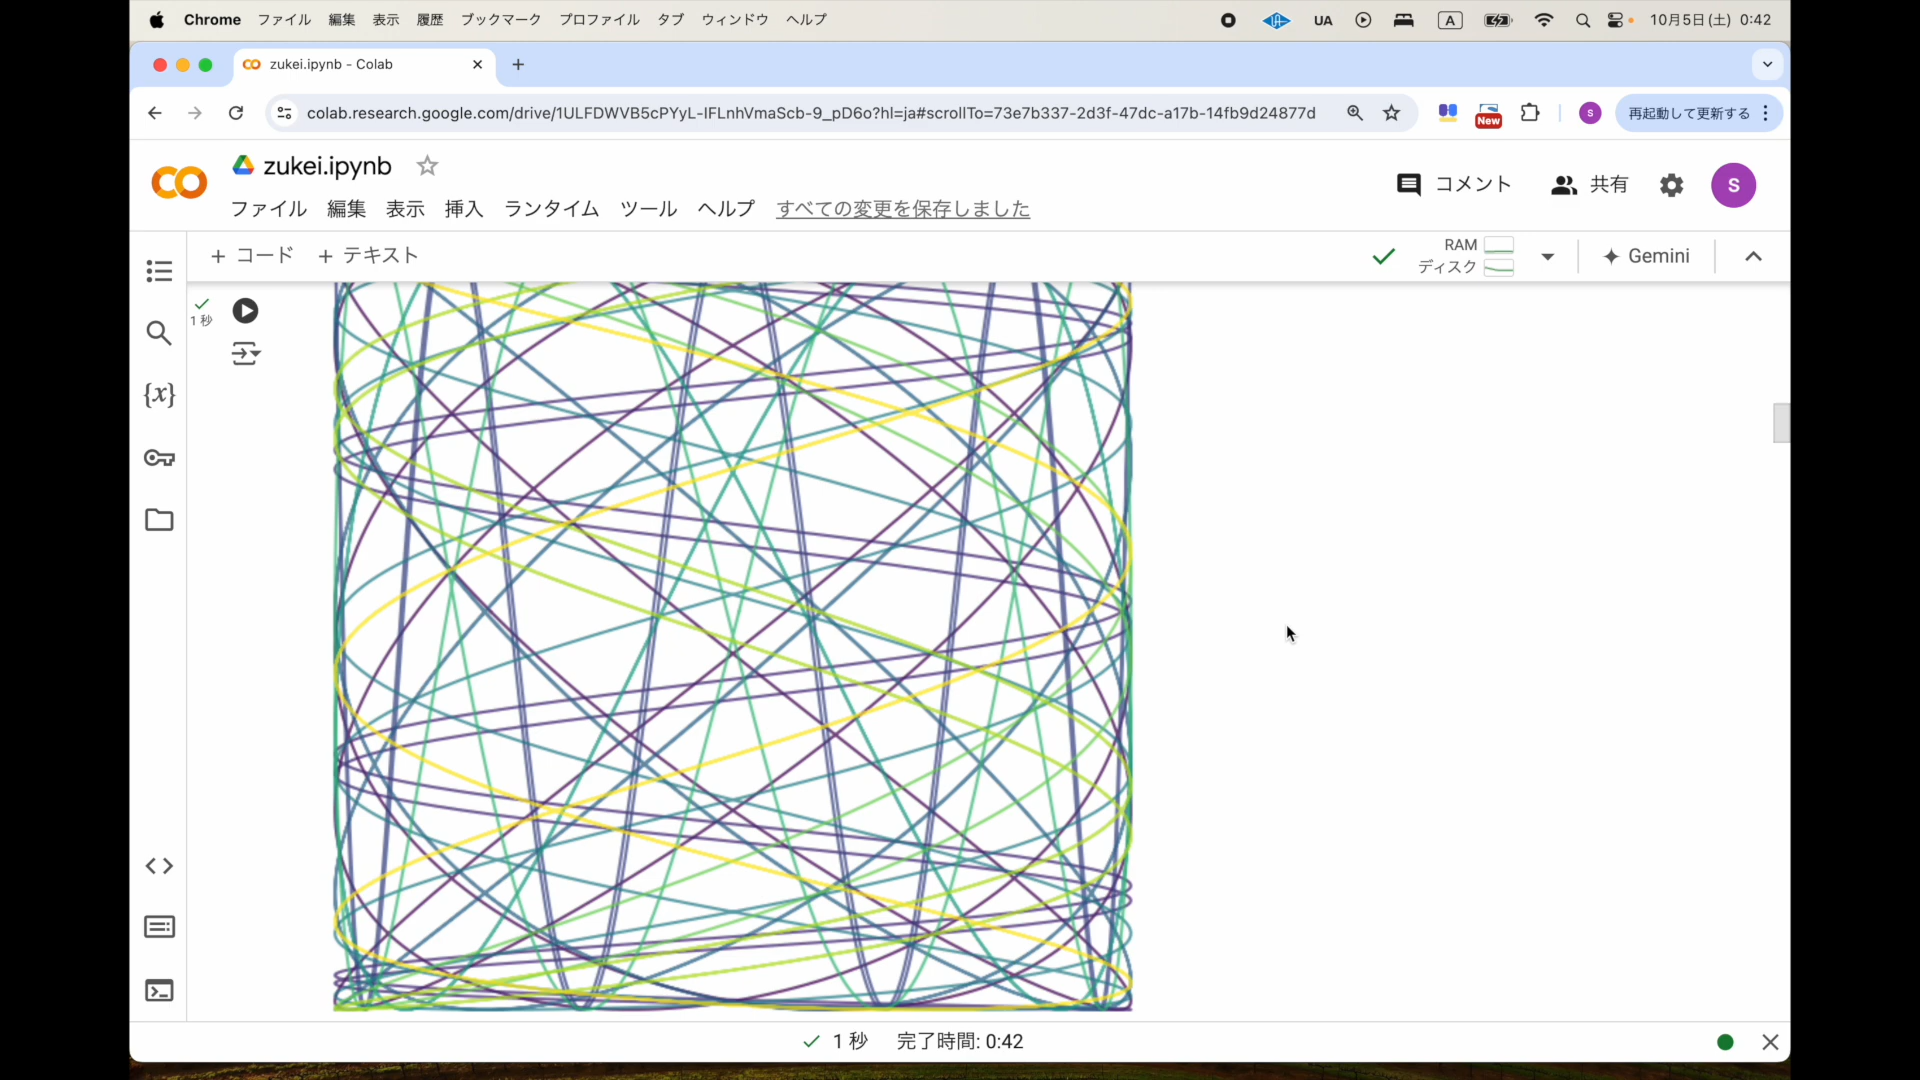 Chrome ファイル 編集 表示 履歴 ブックマーク プロファイル タブ ウィンドウ ヘルプ UA A 10月5日(土) 0:42
zukei.ipynb - Colab
colab.research.google.com/drive/1ULFDWVB5cPYyL-IFLnhVmaScb-9_pD6o?hl=ja#scrollTo=73e7b337-2d3f-47dc-a17b-14fb9d24877d New S 再起動して更新する
zukei.ipynb
コメント 共有 S
ファイル 編集 表示 挿入 ランタイム ツール ヘルプ すべての変更を保存しました
+ コード + テキスト
RAM
ディスク
Gemini
1 秒
{x}
1 秒 完了時間: 0:42